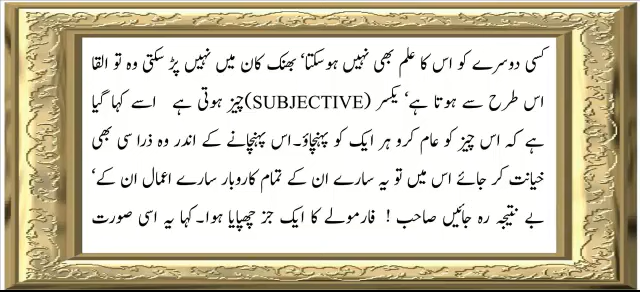 کسی دوسرے کو اس کا علم بھی نہیں ہوسکتا‘ بھنک کان میں نہیں پڑ سکتی وہ تو القا
اس طرح سے ہوتا ہے‘ یکسر (SUBJECTIVE)چیز ہوتی ہے اسے کہا گیا
ہے کہ اس چیز کو عام کرو ہر ایک کو پہنچاؤ۔اس پہنچانے کے اندر وہ ذرا سی بھی
خیانت کر جائے اس میں تو یہ سارے ان کے تمام کاروبار سارے اعمال ان کے‘
بے نتیجہ رہ جائیں صاحب ! فارمولے کا ایک جز چھپایا ہوا۔کہا یہ اسی صورت